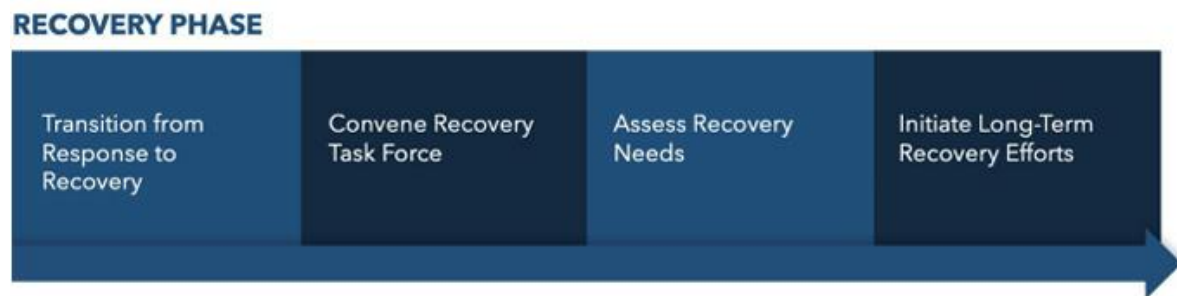 RECOVERY PHASE
Transition from
Response to
Recovery
Convene Recovery
Task Force
Assess Recovery
Needs
Initiate Long-Term
Recovery Efforts